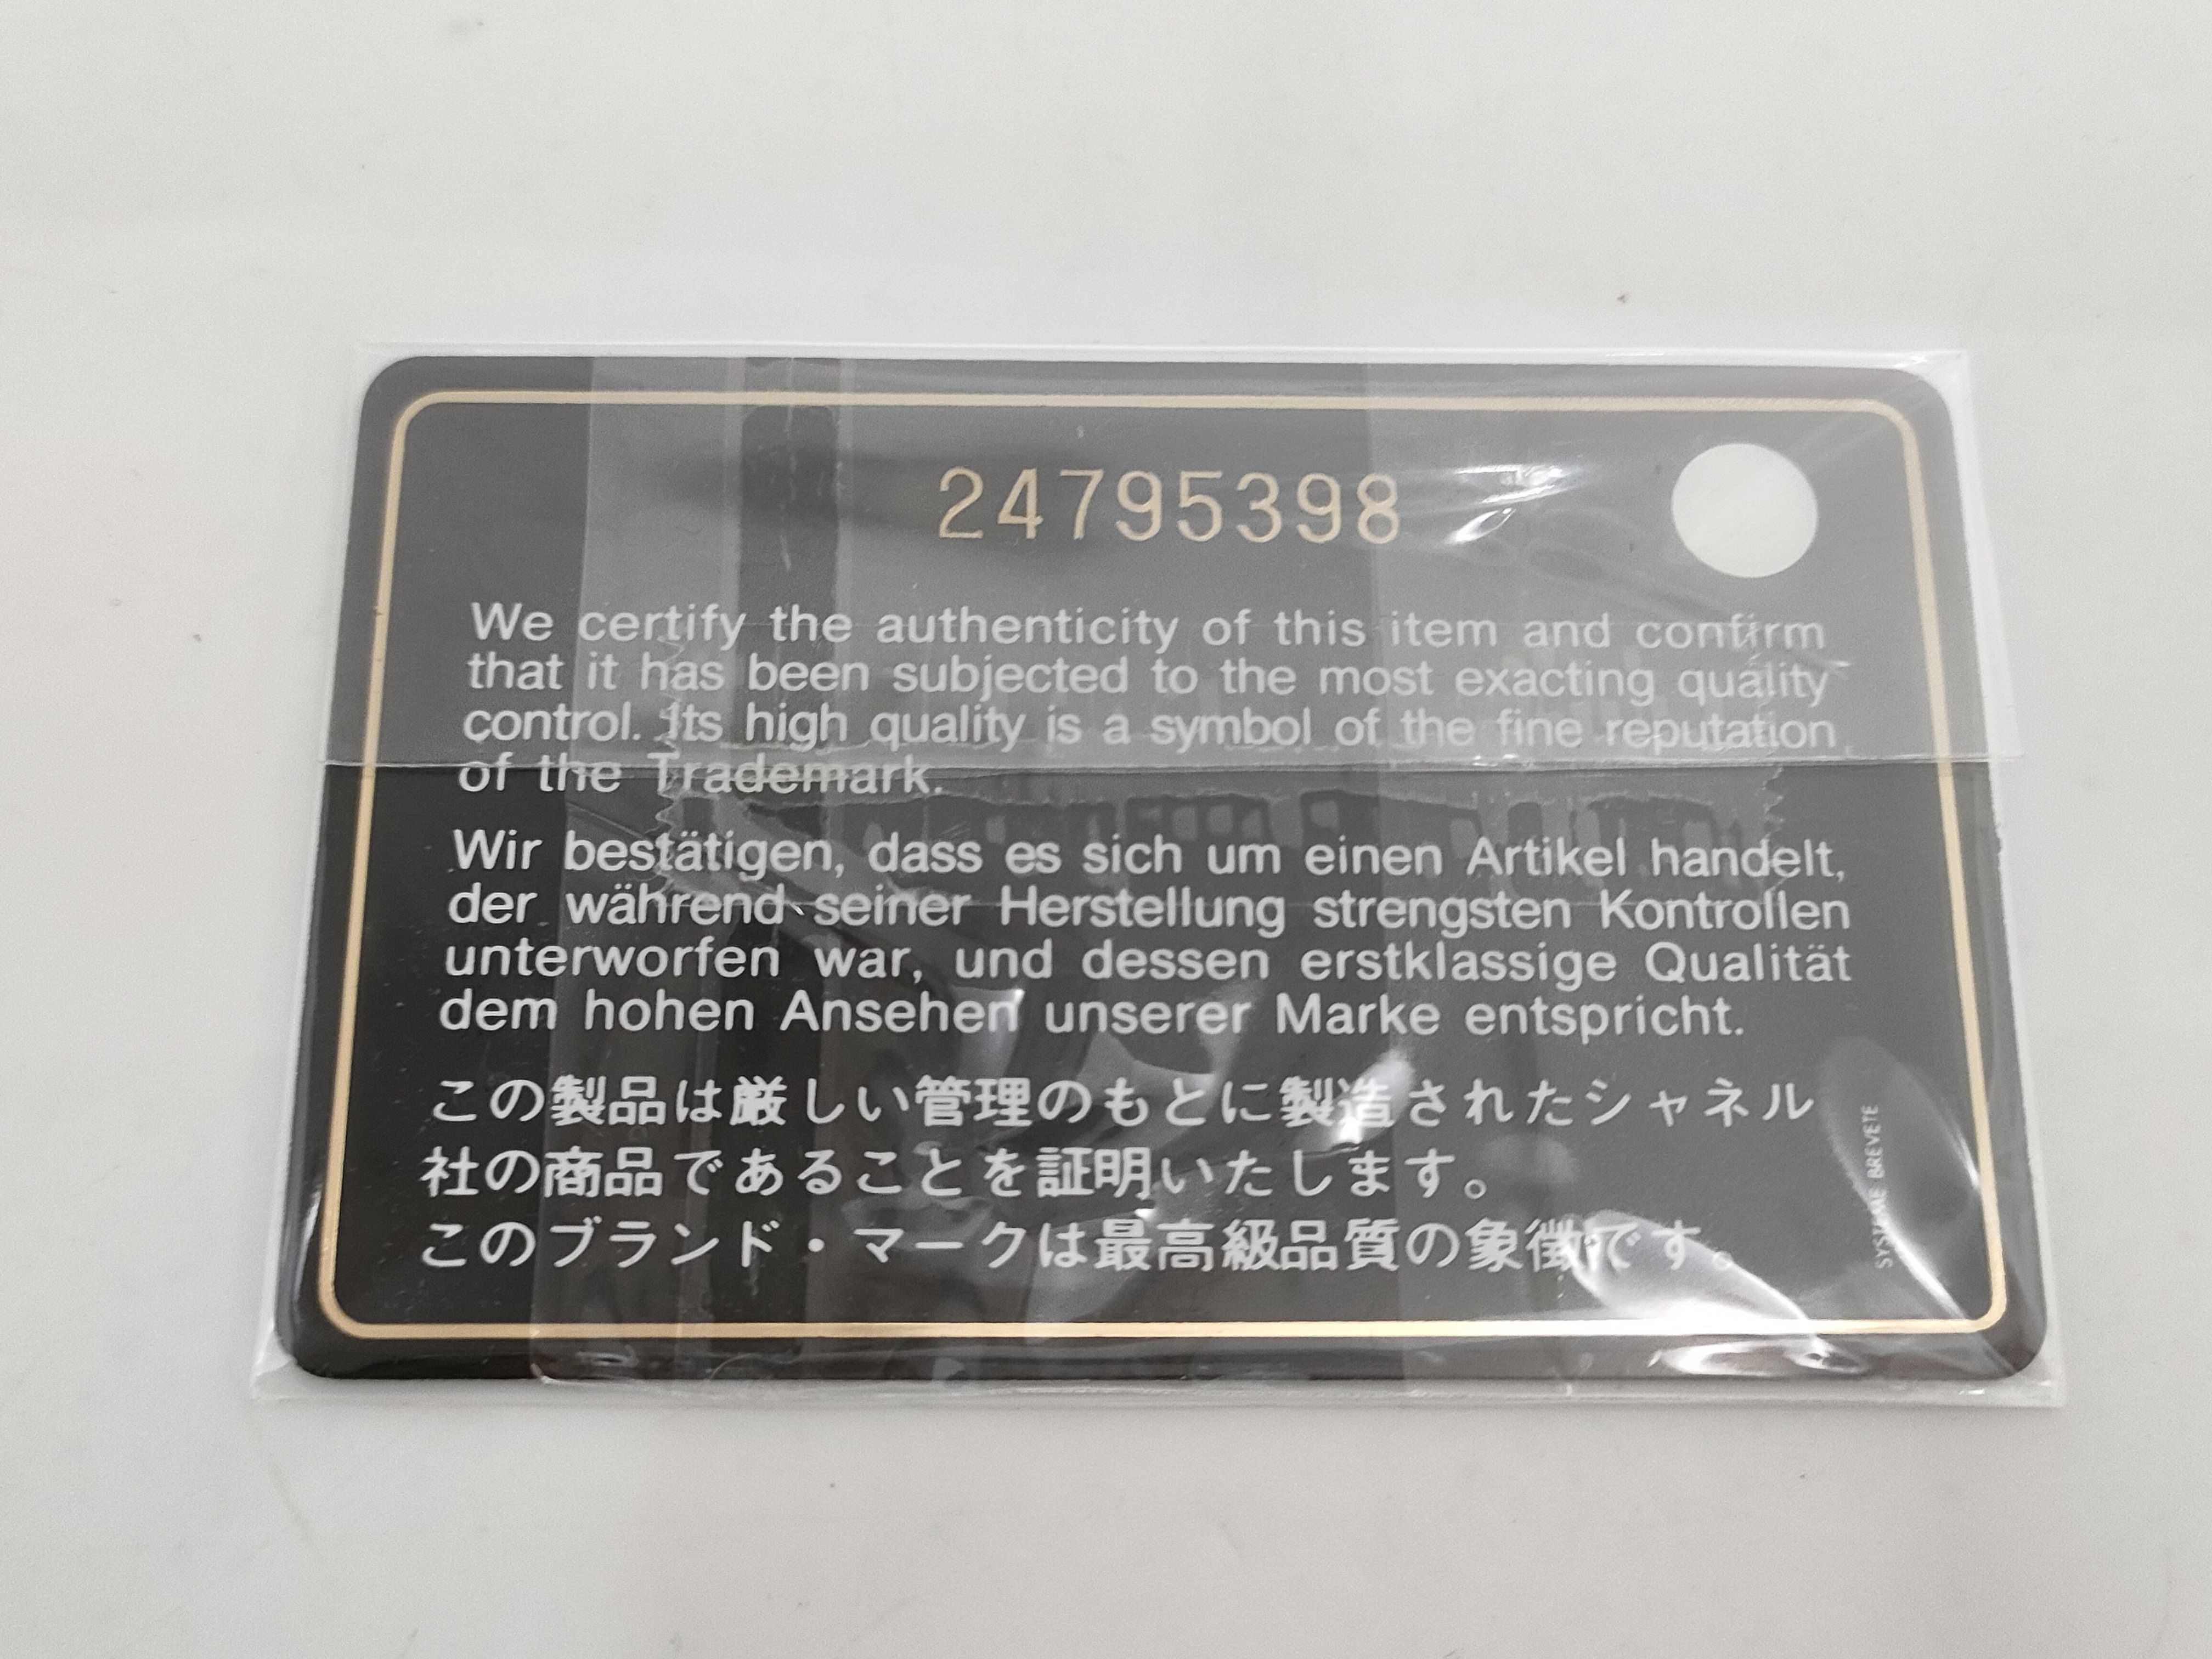 24795398
We certify the authenticity of this item and confirm
that it has been subjected to the most exacting quality
control. Its high quality is a symbol of the fine reputation
of the Trademark.
Wir bestätigen, dass es sich um einen Artikel handelt,
der während seiner Herstellung strengsten Kontrollen
unterworfen war, und dessen erstklassige Qualität
dem hohen Ansehen unserer Marke entspricht.
この製品は厳しい管理のもとに製造されたシャネル
社の商品であることを証明いたします。
このブランド・マークは最高級品質の象徴です。
SYSTEME BREVETE